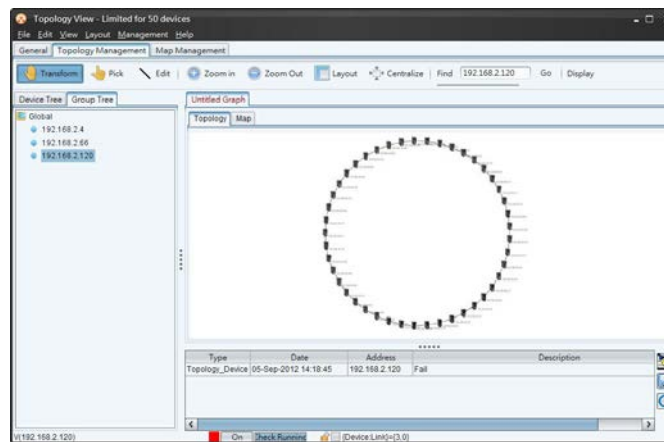 Topology View - Limited for 50 devices
File Edit View Layout Management Help
General Topology Management Map Management
Transform Pick Edit Zoom in Zoom Out Layout Centralize Find 192.168.2.120 Go Display
Device Tree Group Tree
Untitled Graph
Global
Topology Map
192.168.2.4
192.168.2.66
192.168.2.120
Type Date Address Description
Topology_Device 05-Sep-2012 14:18:45 192.168.2.120 Fail
V(192.168.2.120) On Check:Running {Device:Link}={3,0}